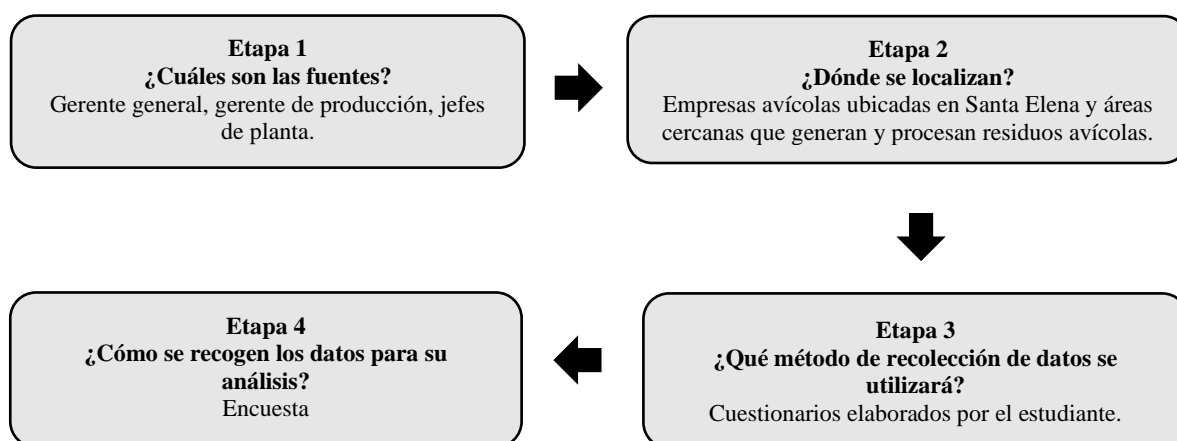 Etapa 1
¿Cuáles son las fuentes?
Gerente general, gerente de producción, jefes
de planta.
Etapa 2
¿Dónde se localizan?
Empresas avícolas ubicadas en Santa Elena y áreas
cercanas que generan y procesan residuos avícolas.
Etapa 3
¿Qué método de recolección de datos se
utilizará?
Cuestionarios elaborados por el estudiante.
Etapa 4
¿Cómo se recogen los datos para su
análisis?
Encuesta